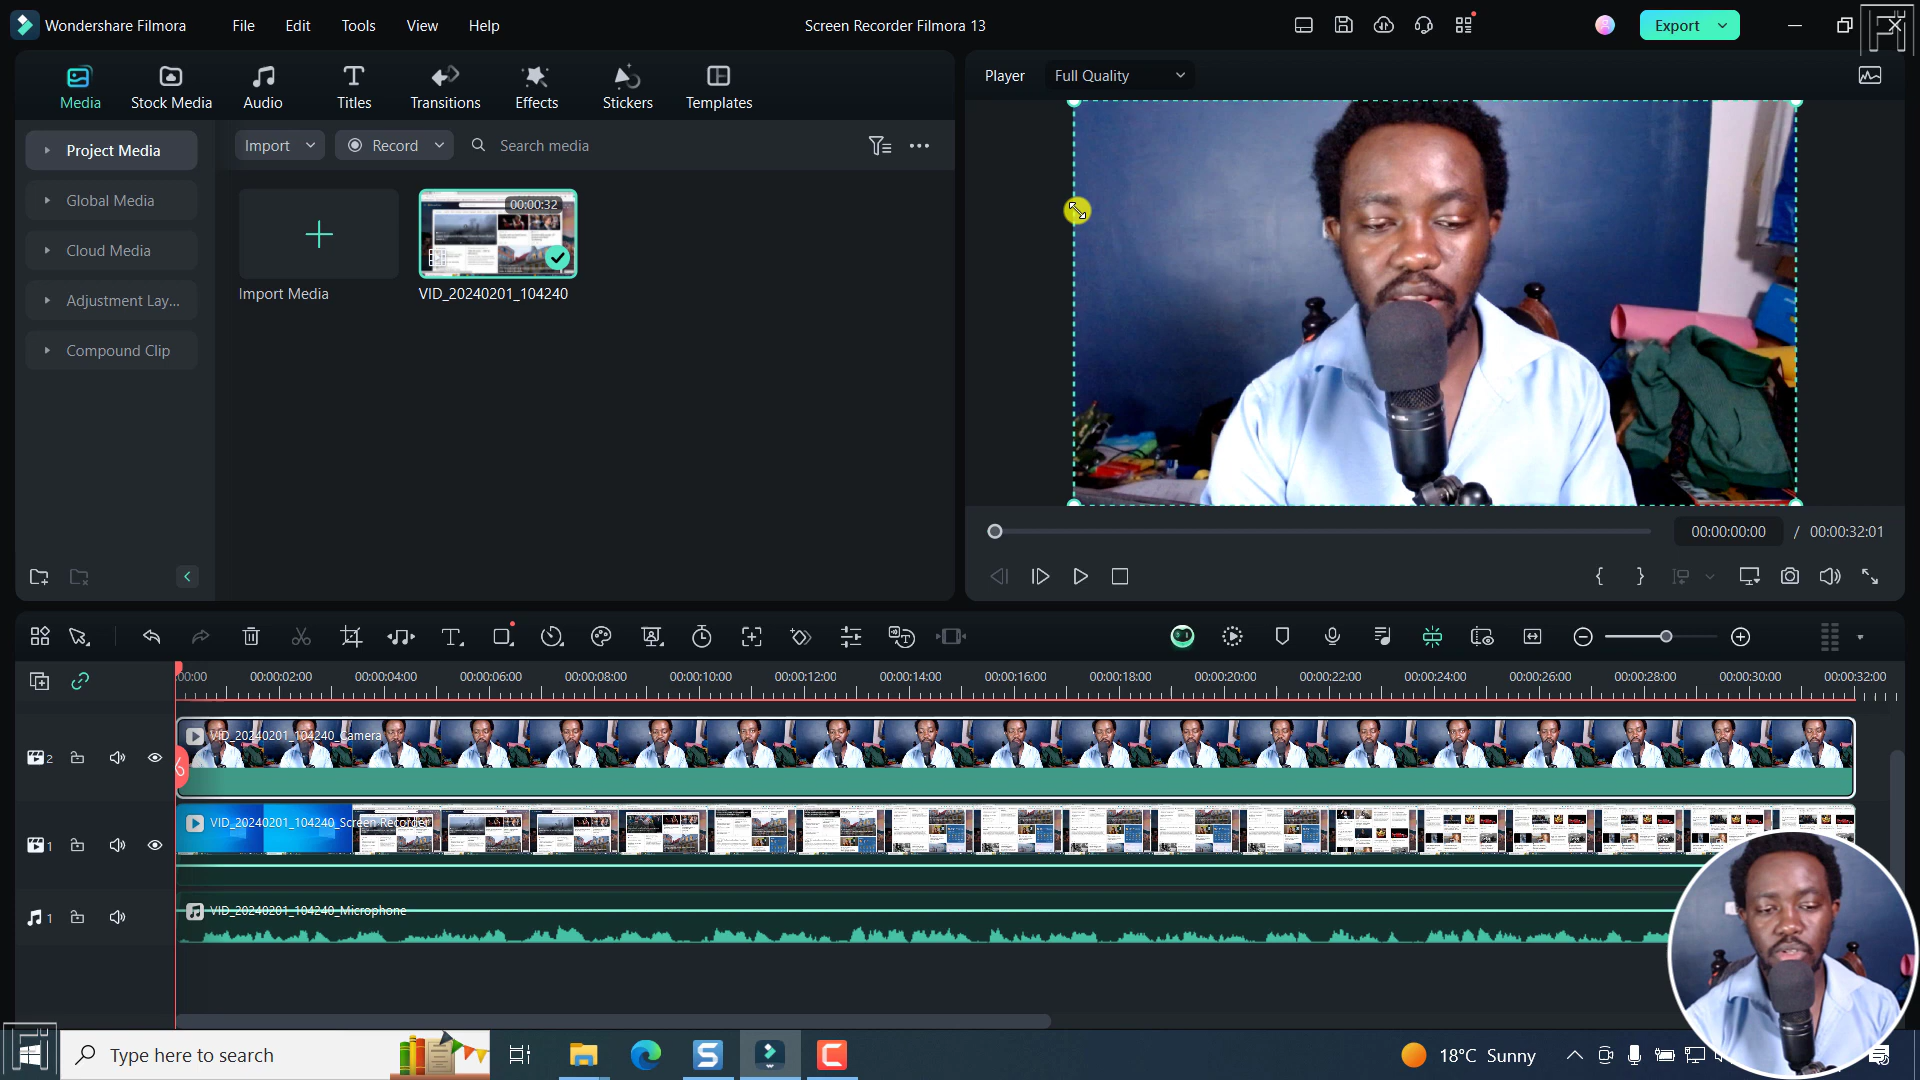 Wondershare Filmora File Edit Tools View Help Screen Recorder Filmora 13 Export
Media Stock Media Audio Titles Transitions Effects Stickers Templates
Player Full Quality
Project Media
Global Media
Cloud Media
Adjustment Lay...
Compound Clip
Import Record Search media
00:00:32
Import Media VID_20240201_104240
00:00:00:00 / 00:00:32:01
:00:00 00:00:02:00 00:00:04:00 00:00:06:00 00:00:08:00 00:00:10:00 00:00:12:00 00:00:14:00 00:00:16:00 00:00:18:00 00:00:20:00 00:00:22:00 00:00:24:00 00:00:26:00 00:00:28:00 00:00:30:00 00:00:32:00
2 VID_20240201_104240_Camera
1 VID_20240201_104240_Screen Recorder
1 VID_20240201_104240_Microphone
Type here to search 18°C Sunny